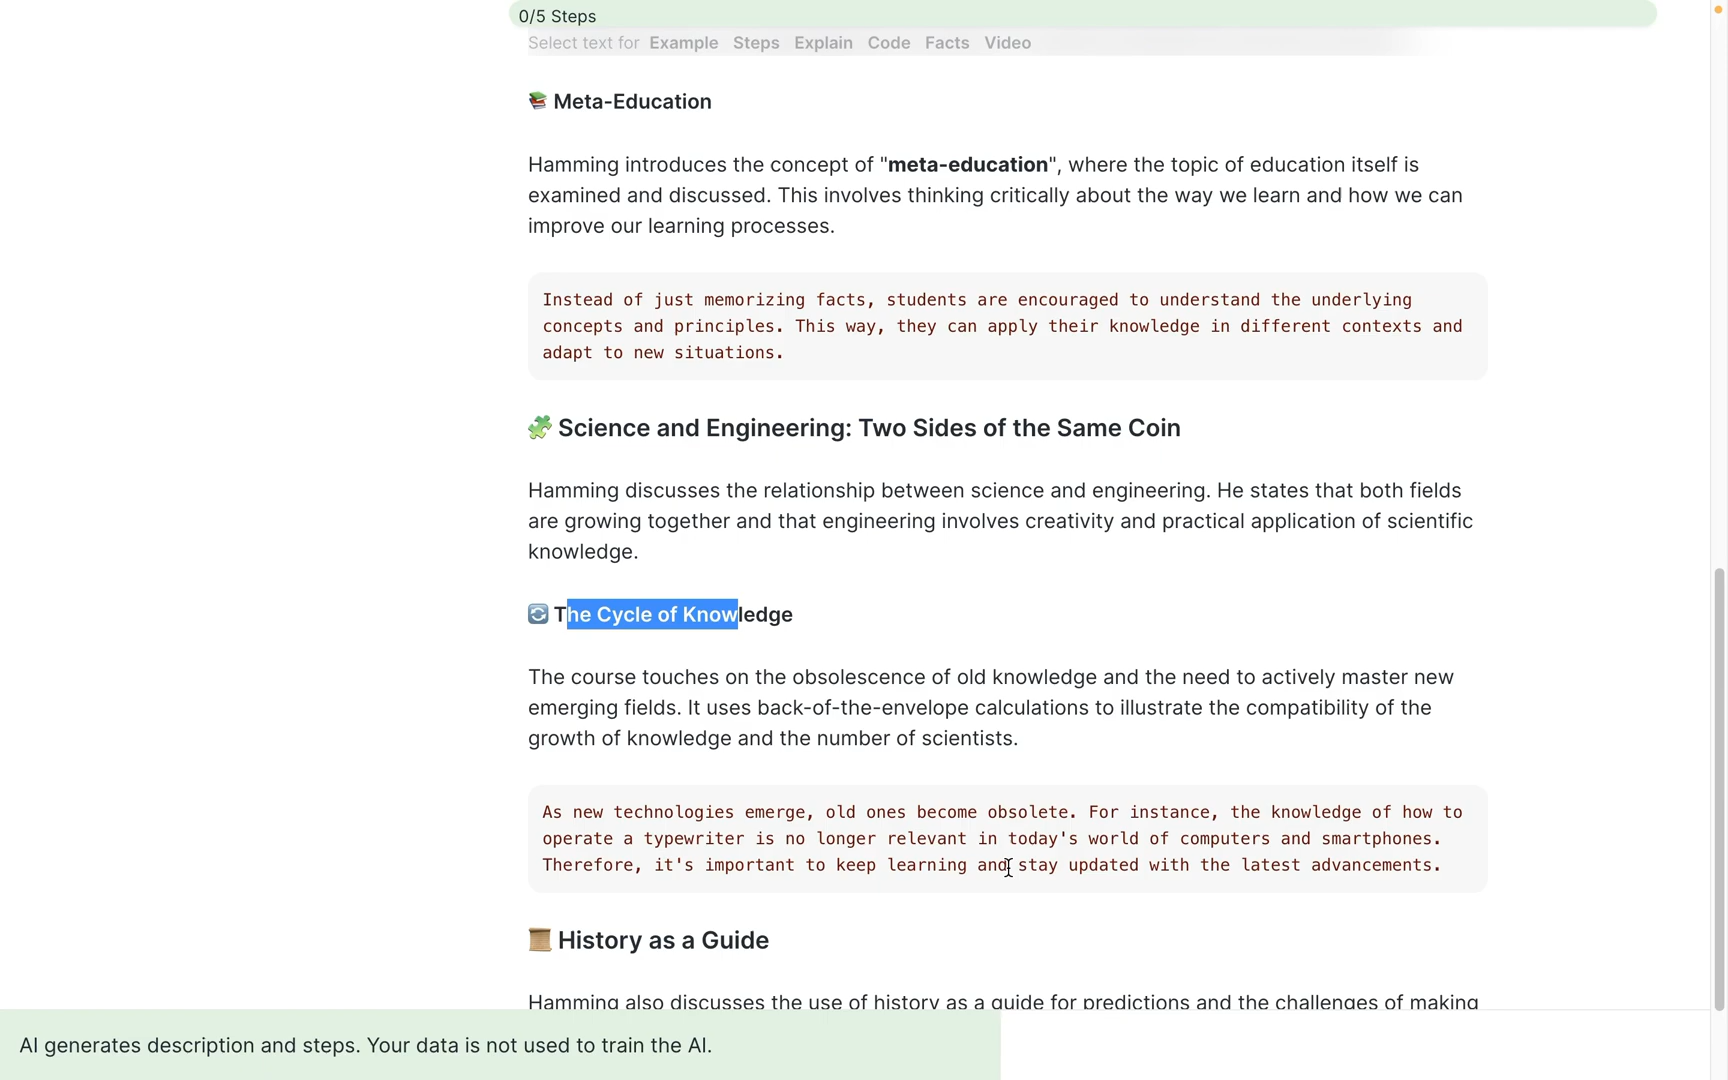 0/5 Steps
Select text for Example Steps Explain Code Facts Video
📚 Meta-Education
Hamming introduces the concept of "meta-education", where the topic of education itself is
examined and discussed. This involves thinking critically about the way we learn and how we can
improve our learning processes.
Instead of just memorizing facts, students are encouraged to understand the underlying
concepts and principles. This way, they can apply their knowledge in different contexts and
adapt to new situations.
🧩 Science and Engineering: Two Sides of the Same Coin
Hamming discusses the relationship between science and engineering. He states that both fields
are growing together and that engineering involves creativity and practical application of scientific
knowledge.
🔄 The Cycle of Knowledge
The course touches on the obsolescence of old knowledge and the need to actively master new
emerging fields. It uses back-of-the-envelope calculations to illustrate the compatibility of the
growth of knowledge and the number of scientists.
As new technologies emerge, old ones become obsolete. For instance, the knowledge of how to
operate a typewriter is no longer relevant in today's world of computers and smartphones.
Therefore, it's important to keep learning and stay updated with the latest advancements.
📜 History as a Guide
Hamming also discusses the use of history as a guide for predictions and the challenges of making
AI generates description and steps. Your data is not used to train the AI.